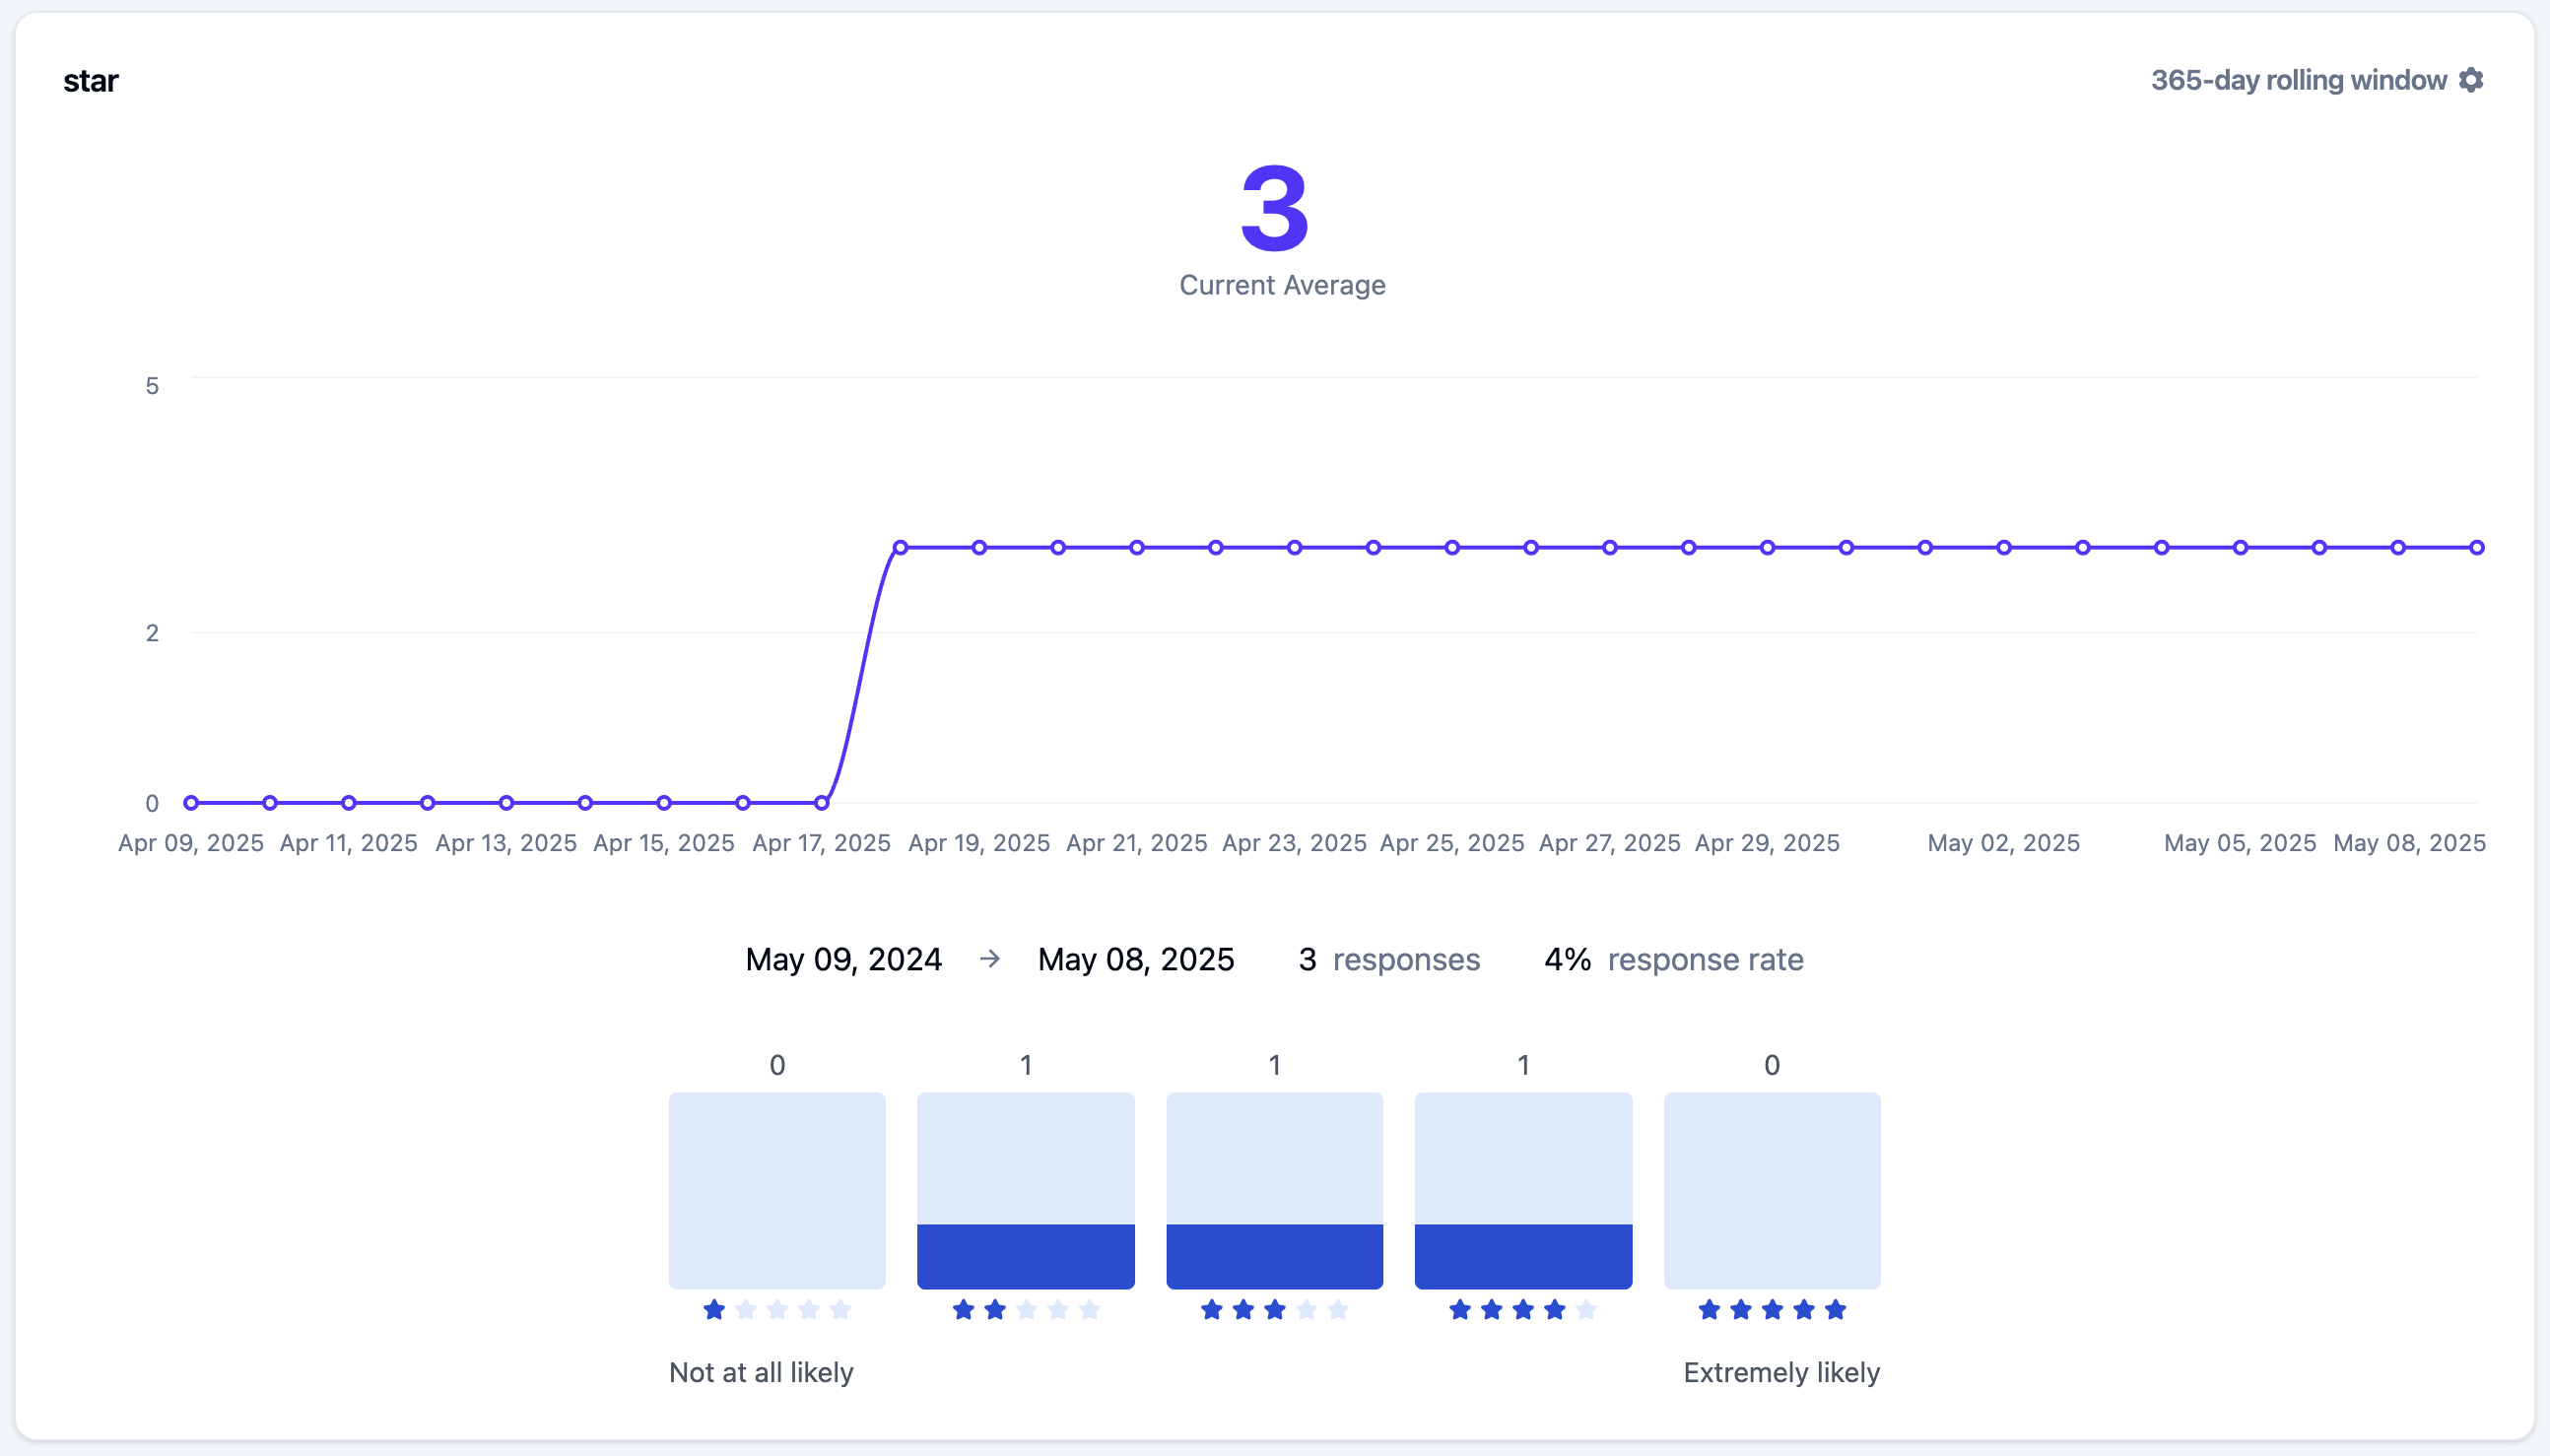 star
365-day rolling window
3
Current Average
5
2
0
Apr 09, 2025 Apr 11, 2025 Apr 13, 2025 Apr 15, 2025 Apr 17, 2025 Apr 19, 2025 Apr 21, 2025 Apr 23, 2025 Apr 25, 2025 Apr 27, 2025 Apr 29, 2025 May 02, 2025 May 05, 2025 May 08, 2025
May 09, 2024 → May 08, 2025 3 responses 4% response rate
0 1 1 1 0
Not at all likely Extremely likely